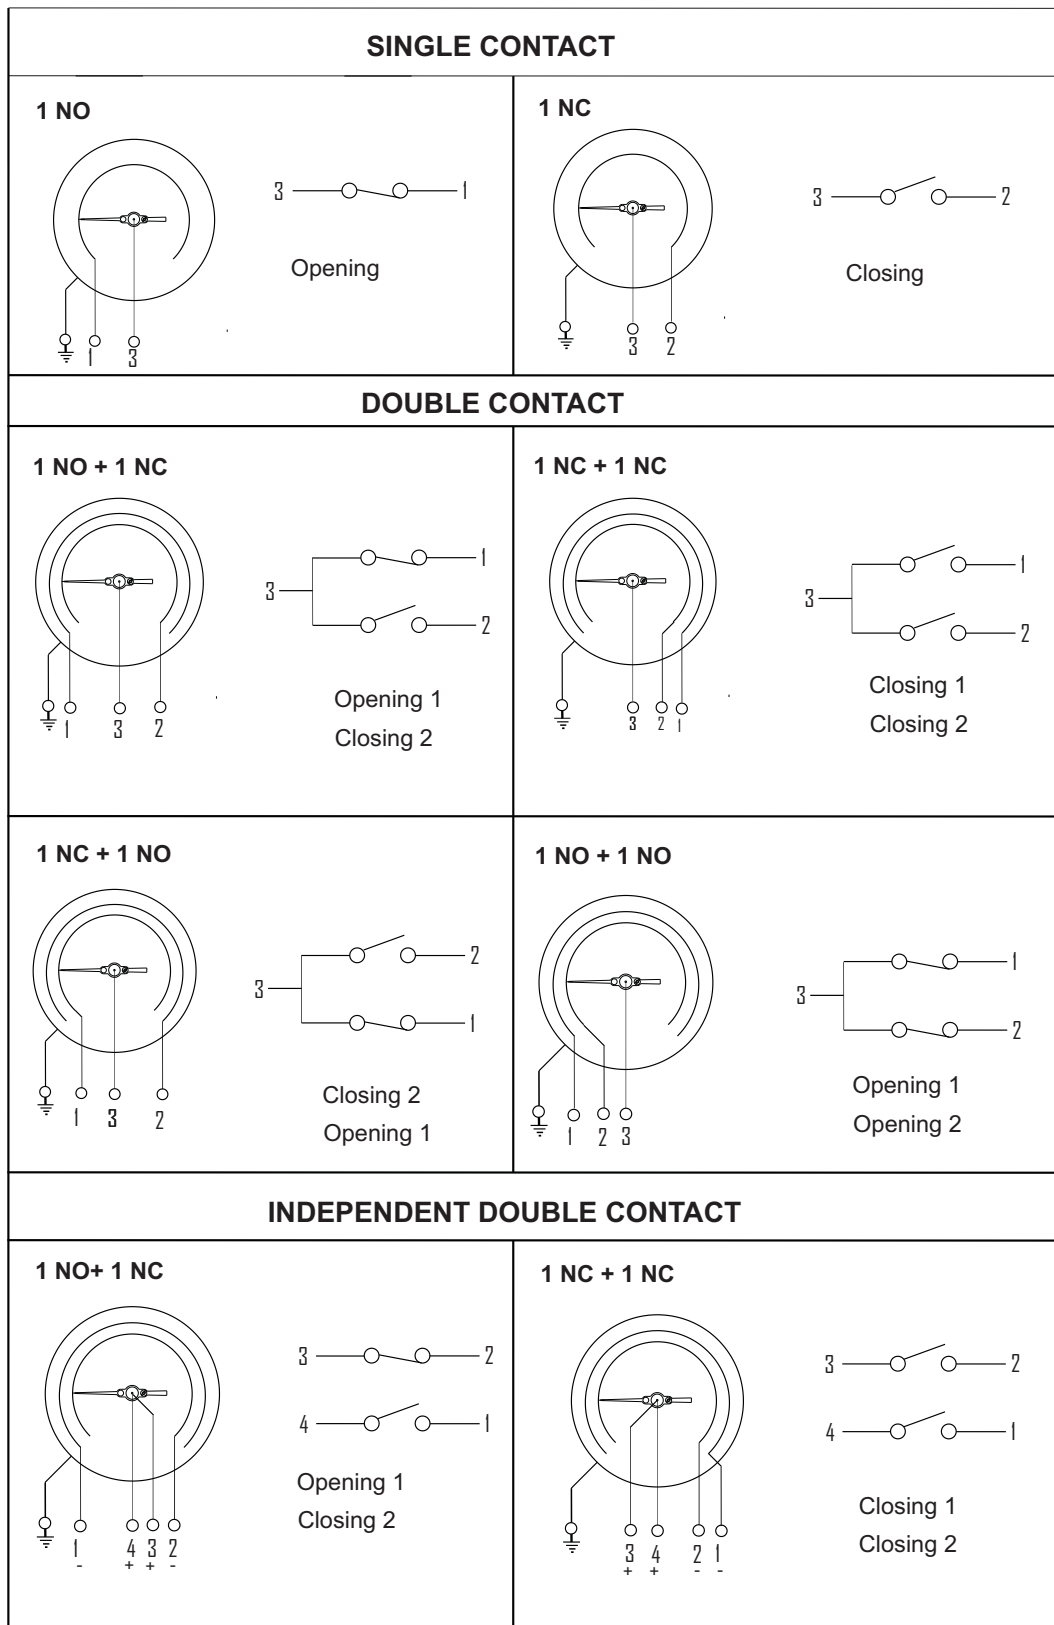 SINGLE CONTACT
1 NO
3 1
Opening
1 3
1 NC
3 2
Closing
3 2
DOUBLE CONTACT
1 NO + 1 NC
1
3
2
Opening 1
Closing 2
1 3 2
1 NC + 1 NC
1
3
2
Closing 1
Closing 2
3 2 1
1 NC + 1 NO
2
3
1
Closing 2
Opening 1
1 3 2
1 NO + 1 NO
1
3
2
Opening 1
Opening 2
1 2 3
INDEPENDENT DOUBLE CONTACT
1 NO+ 1 NC
3 2
4 1
Opening 1
Closing 2
1 4 3 2
- + + -
1 NC + 1 NC
3 2
4 1
Closing 1
Closing 2
3 4 2 1
+ + - -